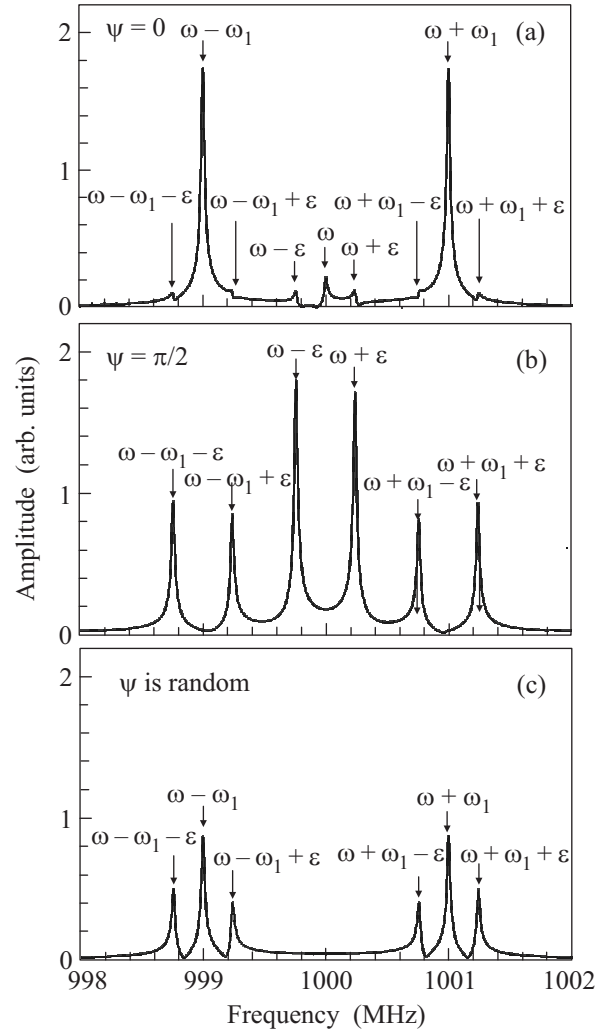 2
ψ = 0
ω – ω₁
ω + ω₁
(a)
1
ω – ω₁ – ε
ω – ω₁ + ε
ω – ε
ω
ω + ε
ω + ω₁ – ε
ω + ω₁ + ε
0
2
ψ = π/2
ω – ε
ω + ε
(b)
ω – ω₁ – ε
ω – ω₁ + ε
ω + ω₁ – ε
ω + ω₁ + ε
1
0
Amplitude (arb. units)
2
ψ is random
(c)
ω – ω₁
ω + ω₁
1
ω – ω₁ – ε
ω – ω₁ + ε
ω + ω₁ – ε
ω + ω₁ + ε
0
998 999 1000 1001 1002
Frequency (MHz)